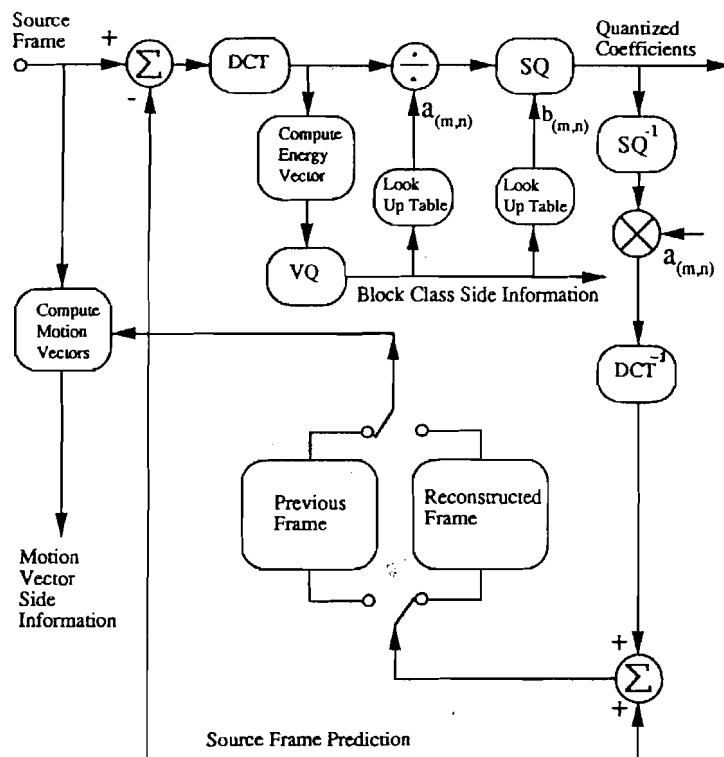 Source
Frame
+
Σ
-
DCT
÷
SQ
Quantized
Coefficients
a(m,n)
b(m,n)
Compute
Energy
Vector
Look
Up Table
Look
Up Table
SQ-1
VQ
Block Class Side Information
a(m,n)
Compute
Motion
Vectors
DCT-1
Previous
Frame
Reconstructed
Frame
Motion
Vector
Side
Information
+
Σ
+
Source Frame Prediction